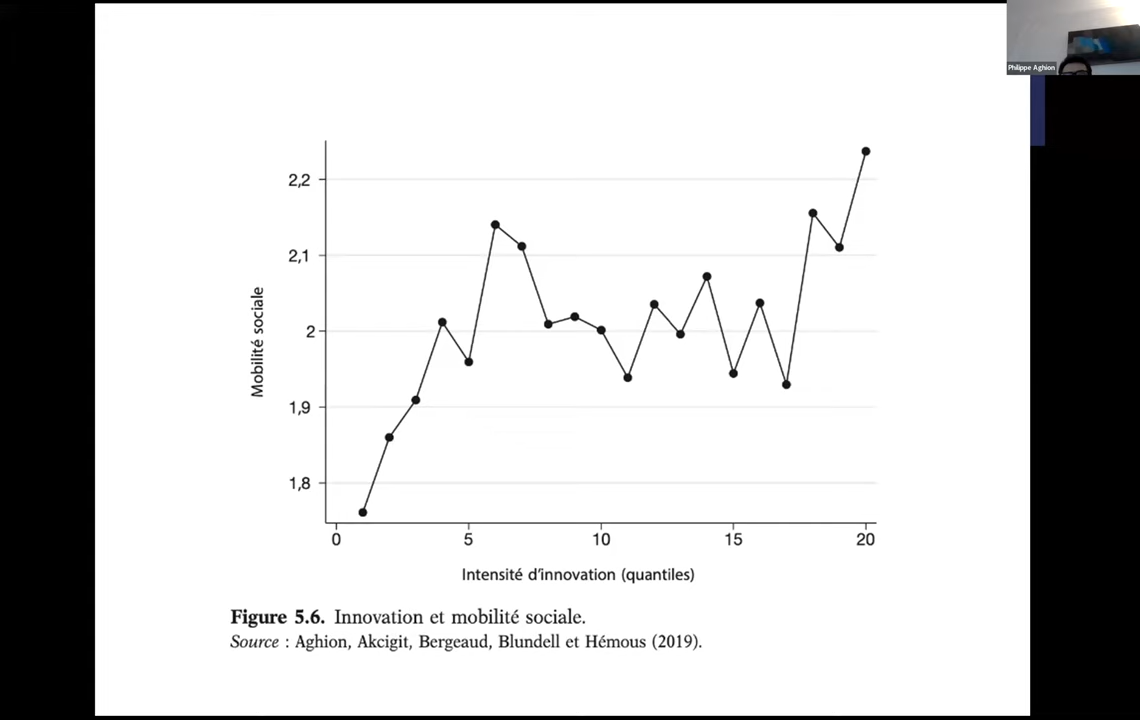 Philippe Aghion
2,2
2,1
2
1,9
1,8
Mobilité sociale
0 5 10 15 20
Intensité d'innovation (quantiles)
Figure 5.6. Innovation et mobilité sociale.
Source : Aghion, Akcigit, Bergeaud, Blundell et Hémous (2019).